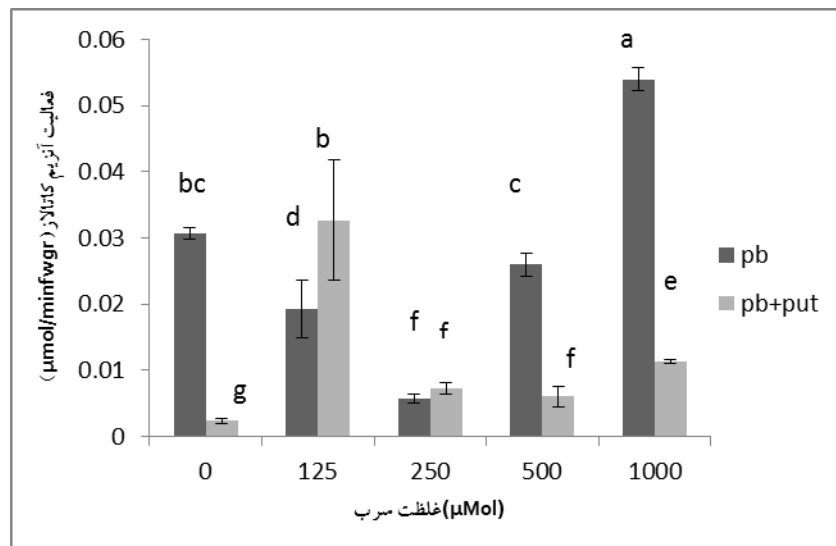 فعالیت آنزیم کاتالاز (µmol/minfwgr)
0.06
0.05
0.04
0.03
0.02
0.01
0
bc
g
d
b
f
f
c
f
a
e
0
125
250
500
1000
غلظت سرب(µMol)
pb
pb+put